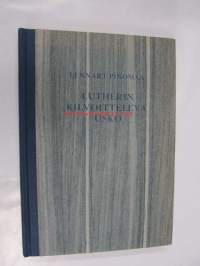 LENNART PINOMAA
LUTHERIN
KILVOITTELEVA
USKO